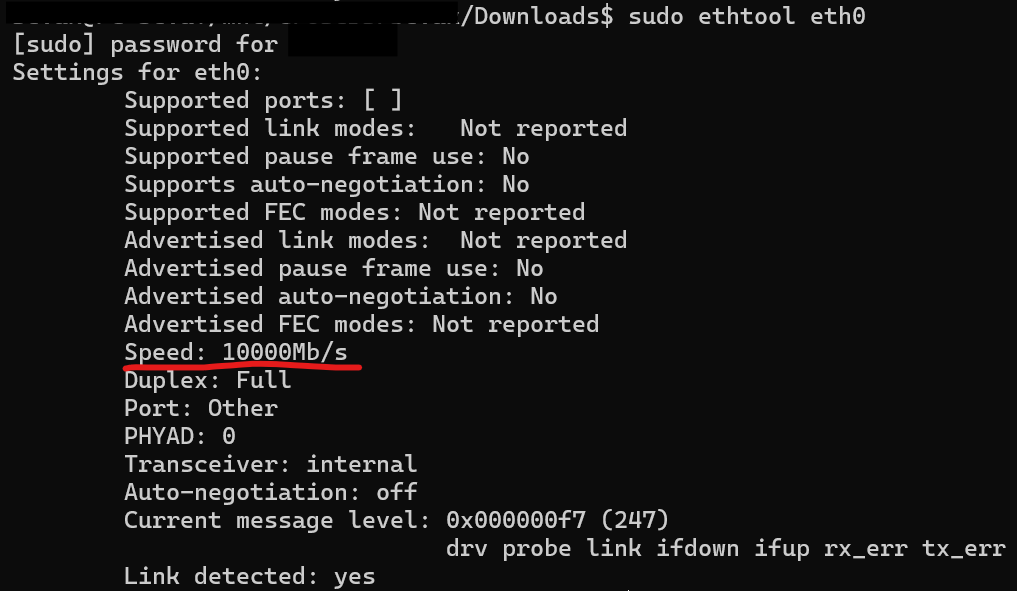 /Downloads$ sudo ethtool eth0
[sudo] password for
Settings for eth0:
Supported ports: [ ]
Supported link modes:   Not reported
Supported pause frame use: No
Supports auto-negotiation: No
Supported FEC modes: Not reported
Advertised link modes:  Not reported
Advertised pause frame use: No
Advertised auto-negotiation: No
Advertised FEC modes: Not reported
Speed: 10000Mb/s
Duplex: Full
Port: Other
PHYAD: 0
Transceiver: internal
Auto-negotiation: off
Current message level: 0x000000f7 (247)
drv probe link ifdown ifup rx_err tx_err
Link detected: yes